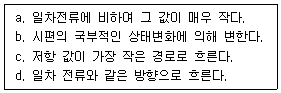 a. 일차전류에 비하여 그 값이 매우 작다.
b. 시편의 국부적인 상태변화에 의해 변한다.
c. 저항 값이 가장 작은 경로로 흐른다.
d. 일차 전류와 같은 방향으로 흐른다.